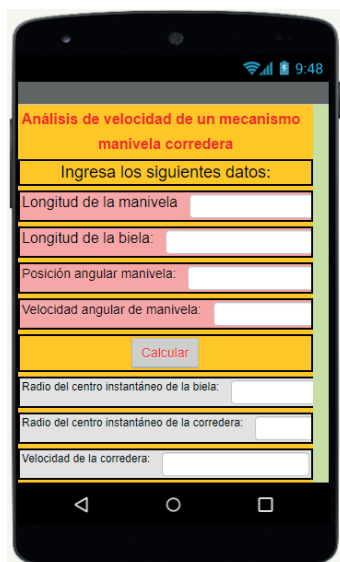 9:48
Análisis de velocidad de un mecanismo
manivela corredera
Ingresa los siguientes datos:
Longitud de la manivela
Longitud de la biela:
Posición angular manivela:
Velocidad angular de manivela:
Calcular
Radio del centro instantáneo de la biela:
Radio del centro instantáneo de la corredera:
Velocidad de la corredera: